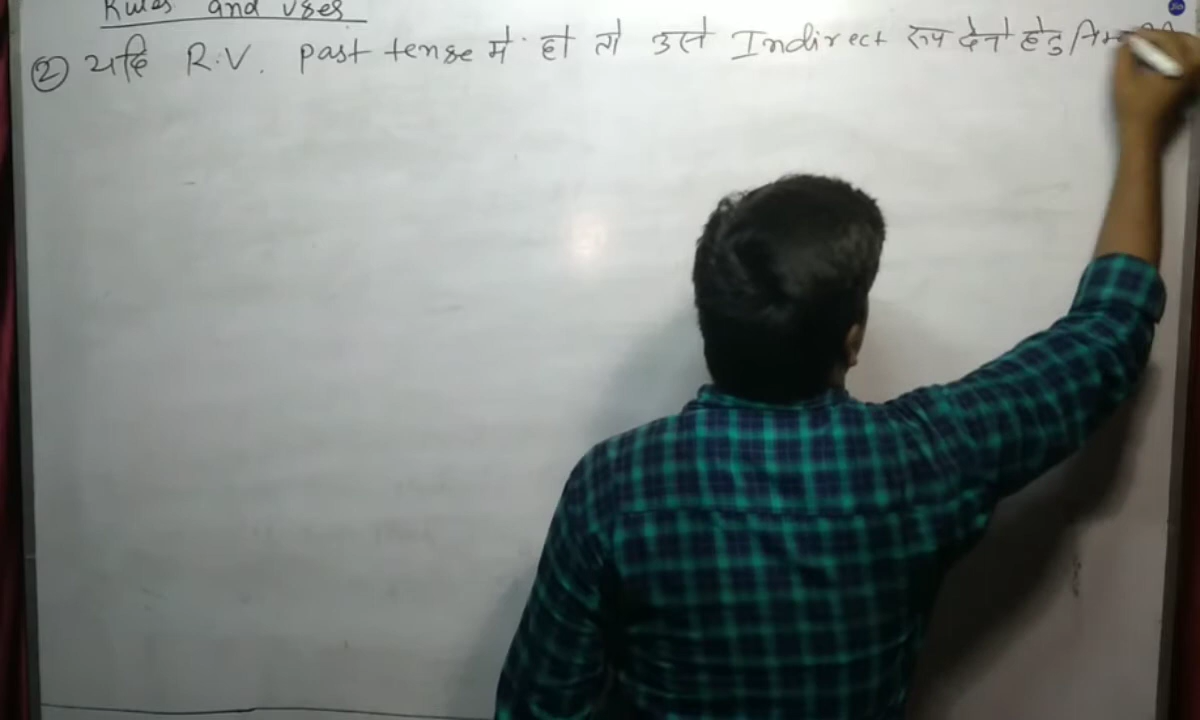 Rules and uses
② यदि R.V. past tense में हो तो उसे Indirect रूप देते हुए